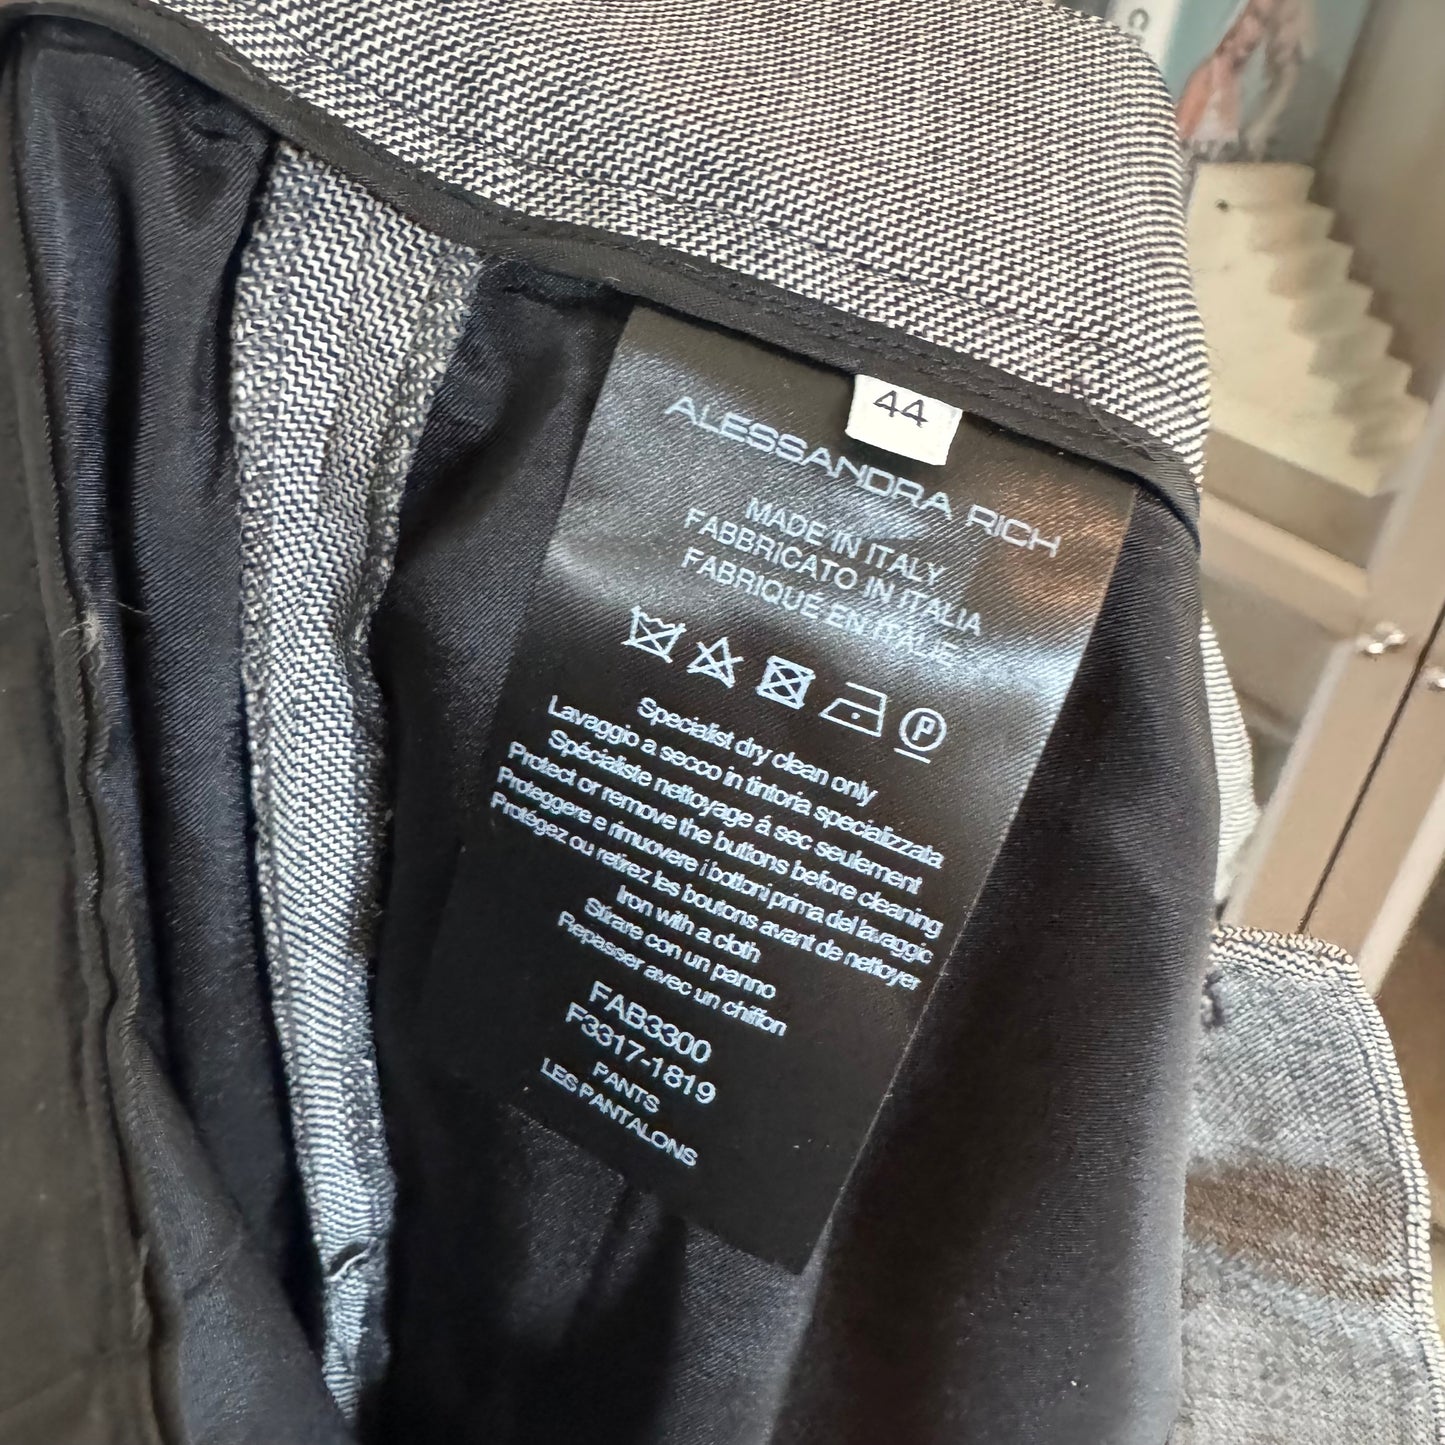 44
ALESSANDRA RICH
MADE IN ITALY
FABBRICATO IN ITALIA
FABRIQUÉ EN ITALIE
P
Specialist dry clean only
Lavaggio a secco in tintoria specializzata
Spécialiste nettoyage á sec seulement
Protect or remove the buttons before cleaning
Proteggere e rimuovere i bottoni prima del lavaggio
Protégez ou retirez les boutons avant de nettoyer
Iron with a cloth
Stirare con un panno
Repasser avec un chiffon
FAB3300
F3317-1819
PANTS
LES PANTALONS